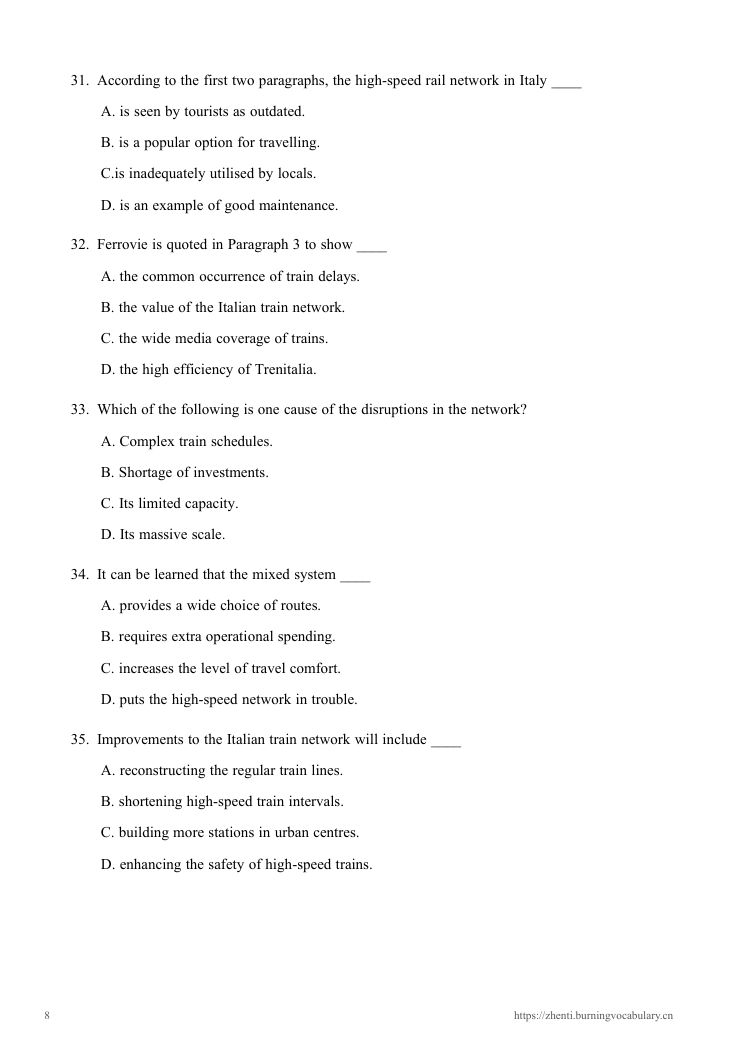 31. According to the first two paragraphs, the high-speed rail network in Italy ____
A. is seen by tourists as outdated.
B. is a popular option for travelling.
C.is inadequately utilised by locals.
D. is an example of good maintenance.
32. Ferrovie is quoted in Paragraph 3 to show ____
A. the common occurrence of train delays.
B. the value of the Italian train network.
C. the wide media coverage of trains.
D. the high efficiency of Trenitalia.
33. Which of the following is one cause of the disruptions in the network?
A. Complex train schedules.
B. Shortage of investments.
C. Its limited capacity.
D. Its massive scale.
34. It can be learned that the mixed system ____
A. provides a wide choice of routes.
B. requires extra operational spending.
C. increases the level of travel comfort.
D. puts the high-speed network in trouble.
35. Improvements to the Italian train network will include ____
A. reconstructing the regular train lines.
B. shortening high-speed train intervals.
C. building more stations in urban centres.
D. enhancing the safety of high-speed trains.
8
https://zhenti.burningvocabulary.cn